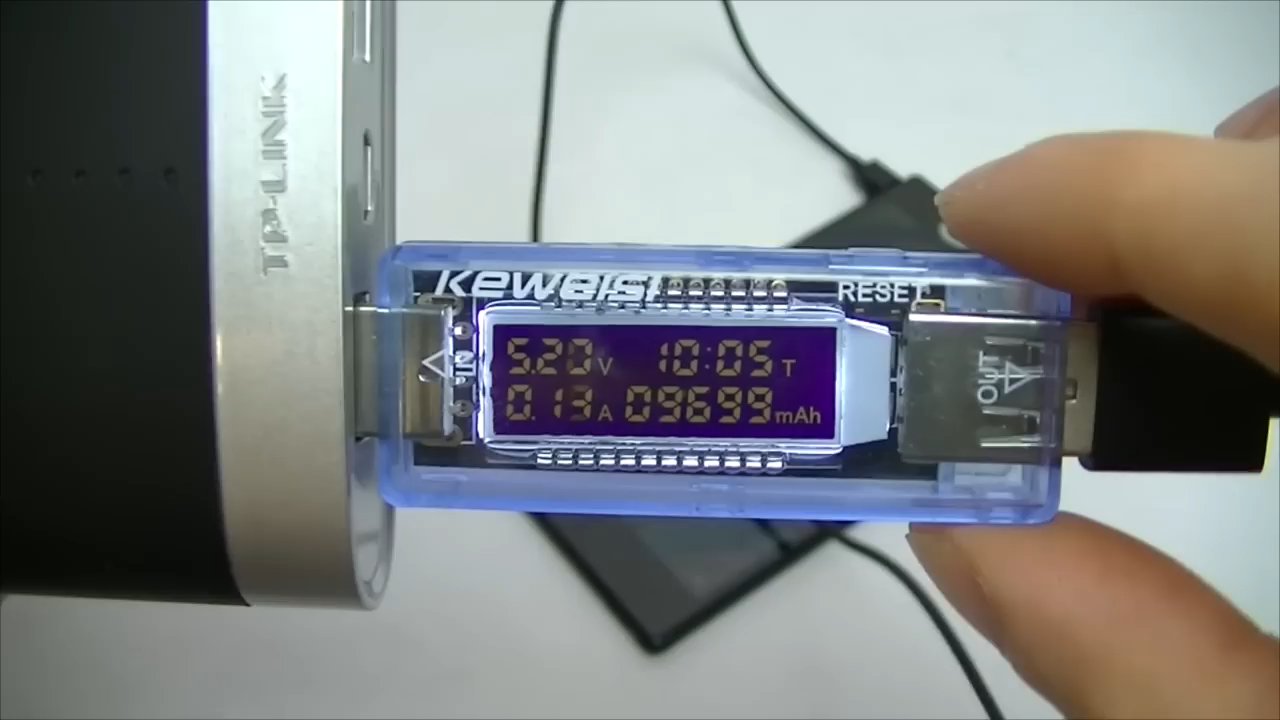 TP-LINK
Keweisi
RESET
IN
5.20V 10:05T
0.13A 09699mAh
OUT